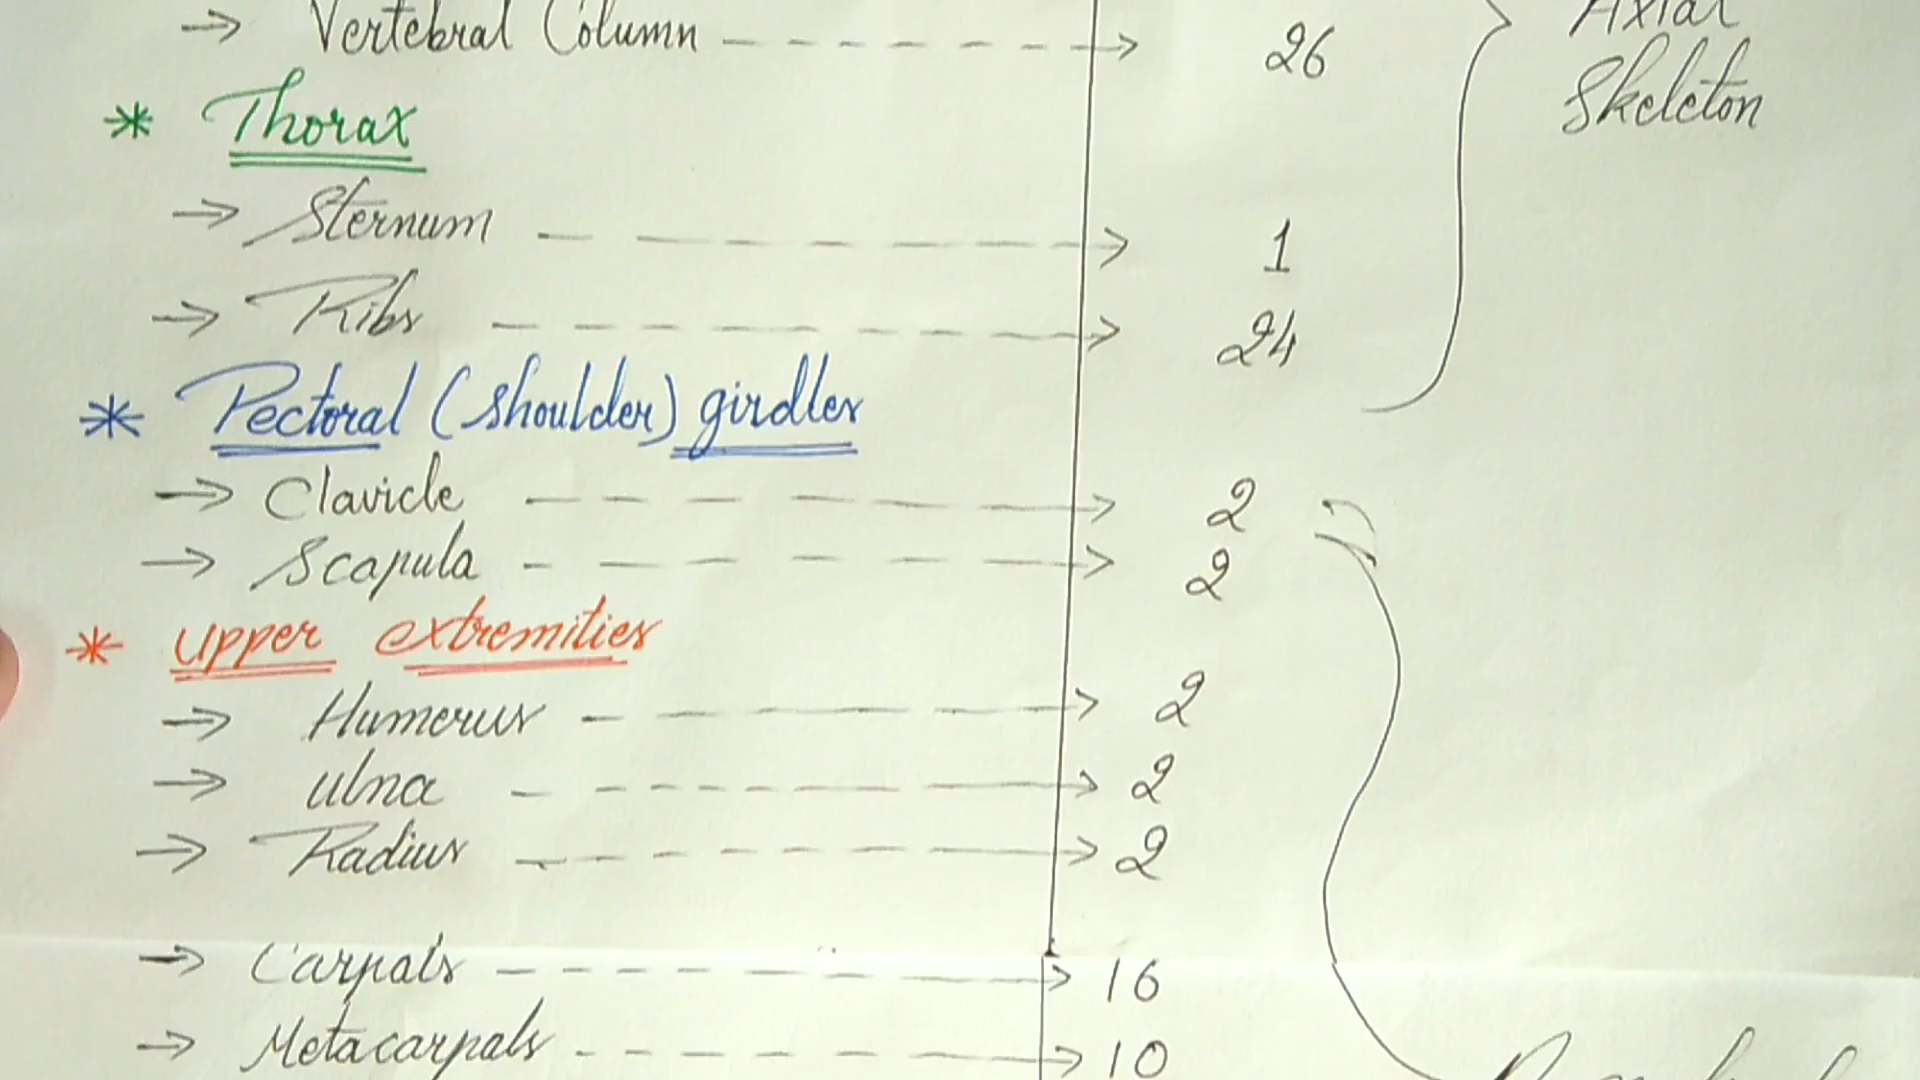 → Vertebral Column - - - - - - → 26
Axial
Skeleton
* Thorax
→ Sternum - - - - - → 1
→ Ribs - - - - - - → 24
* Pectoral (shoulder) girdles
→ Clavicle - - - - - → 2
→ Scapula - - - - - → 2
* Upper extremities
→ Humerus - - - - → 2
→ ulna - - - - - → 2
→ Radius - - - - - → 2
→ Carpals - - - - - → 16
→ Metacarpals - - - - - → 10